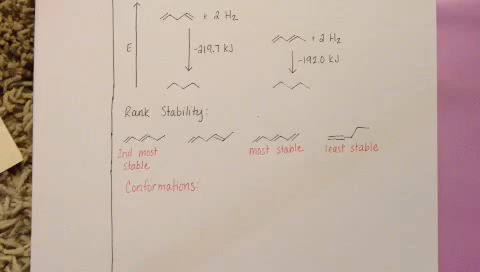 + 2 H₂
+ 2 H₂
E
-219.7 KJ
-192.0 KJ
Rank Stability:
2nd most
stable
most stable
least stable
Conformations: